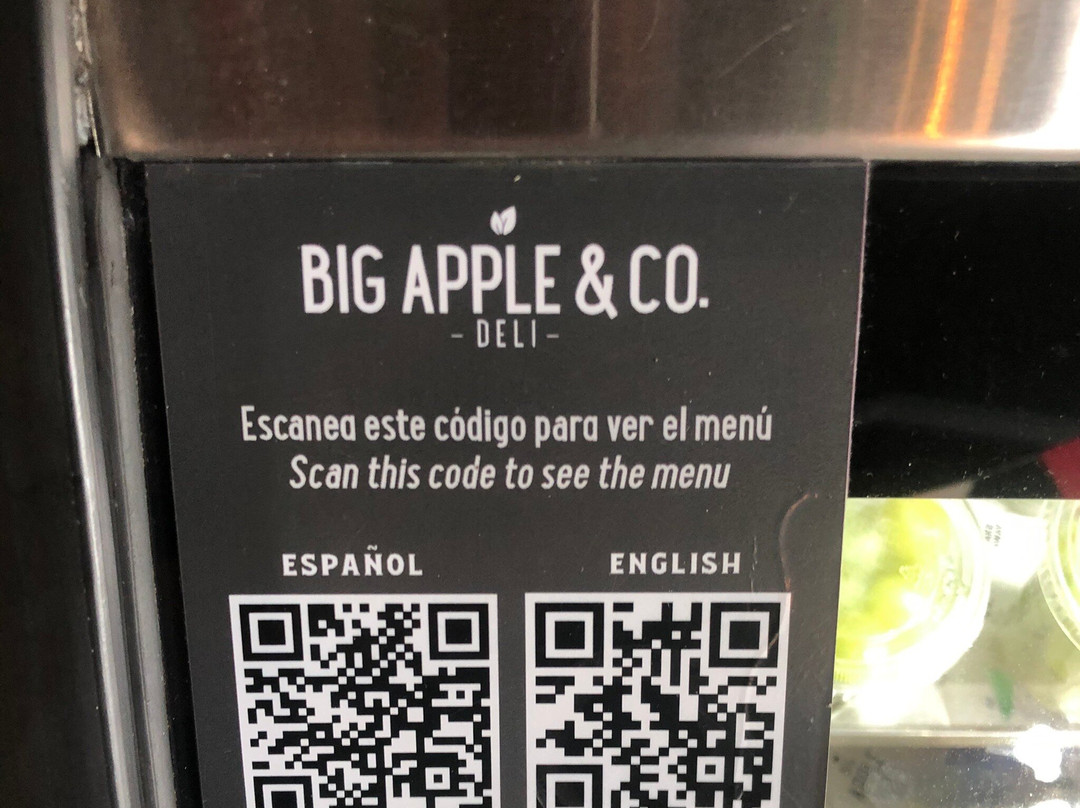 BIG APPLE & CO.
- DELI -
Escanea este código para ver el menú
Scan this code to see the menu
ESPAÑOL
ENGLISH